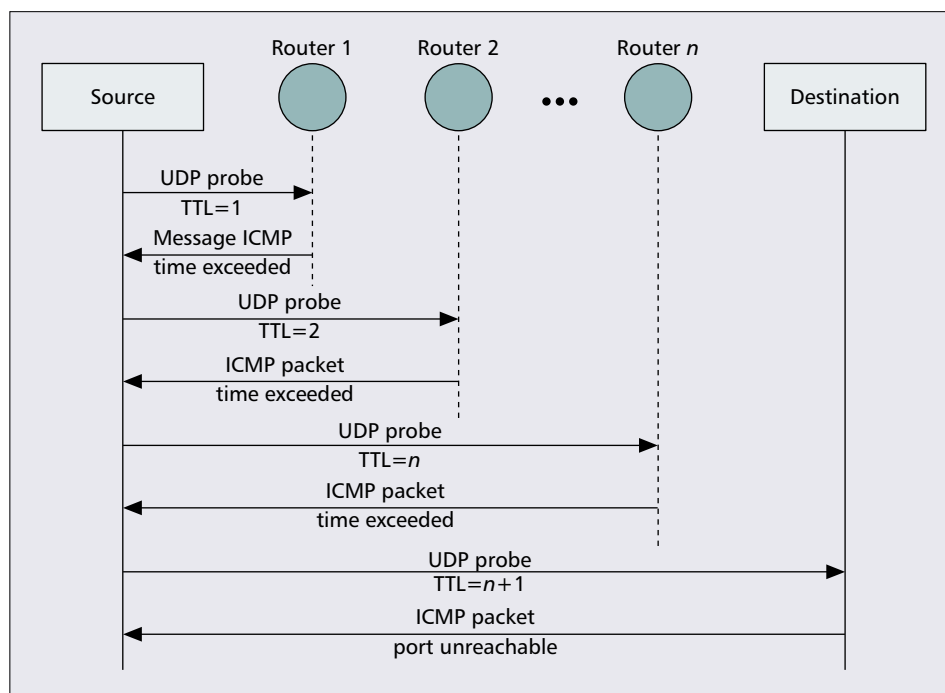 Router 1
Router 2
Router n
Source
•••
Destination
UDP probe
TTL=1
Message ICMP
time exceeded
UDP probe
TTL=2
ICMP packet
time exceeded
UDP probe
TTL=n
ICMP packet
time exceeded
UDP probe
TTL=n+1
ICMP packet
port unreachable